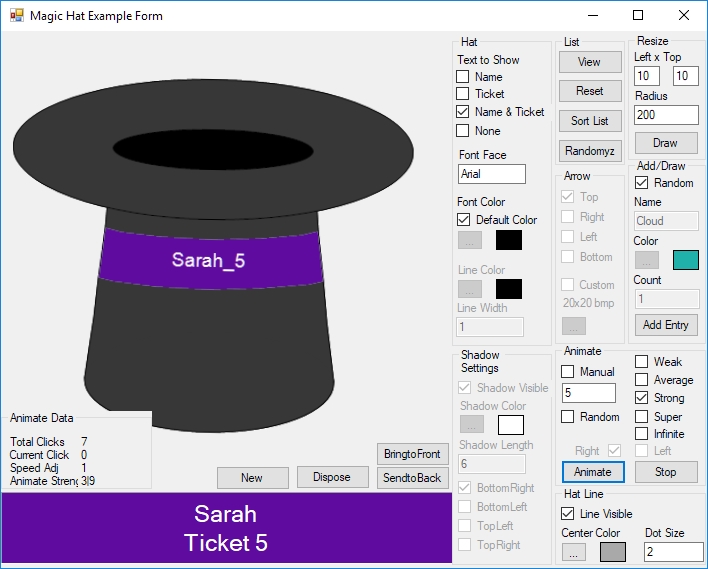 Magic Hat Example Form
Sarah_5
Animate Data
Total Clicks 7
Current Click 0
Speed Adj 1
Animate Streng 3|9
New
Dispose
BringtoFront
SendtoBack
Sarah
Ticket 5
Hat
Text to Show
Name
Ticket
Name & Ticket
None
Font Face
Arial
Font Color
Default Color
...
Line Color
...
Line Width
1
Shadow
Settings
Shadow Visible
Shadow Color
...
Shadow Length
6
BottomRight
BottomLeft
TopLeft
TopRight
List
View
Reset
Sort List
Randomyz
Arrow
Top
Right
Left
Bottom
Custom
20x20 bmp
...
Resize
Left x Top
10 10
Radius
200
Draw
Add/Draw
Random
Name
Cloud
Color
...
Count
1
Add Entry
Animate
Manual
5
Random
Weak
Average
Strong
Super
Infinite
Right Left
Animate Stop
Hat Line
Line Visible
Center Color Dot Size
... 2